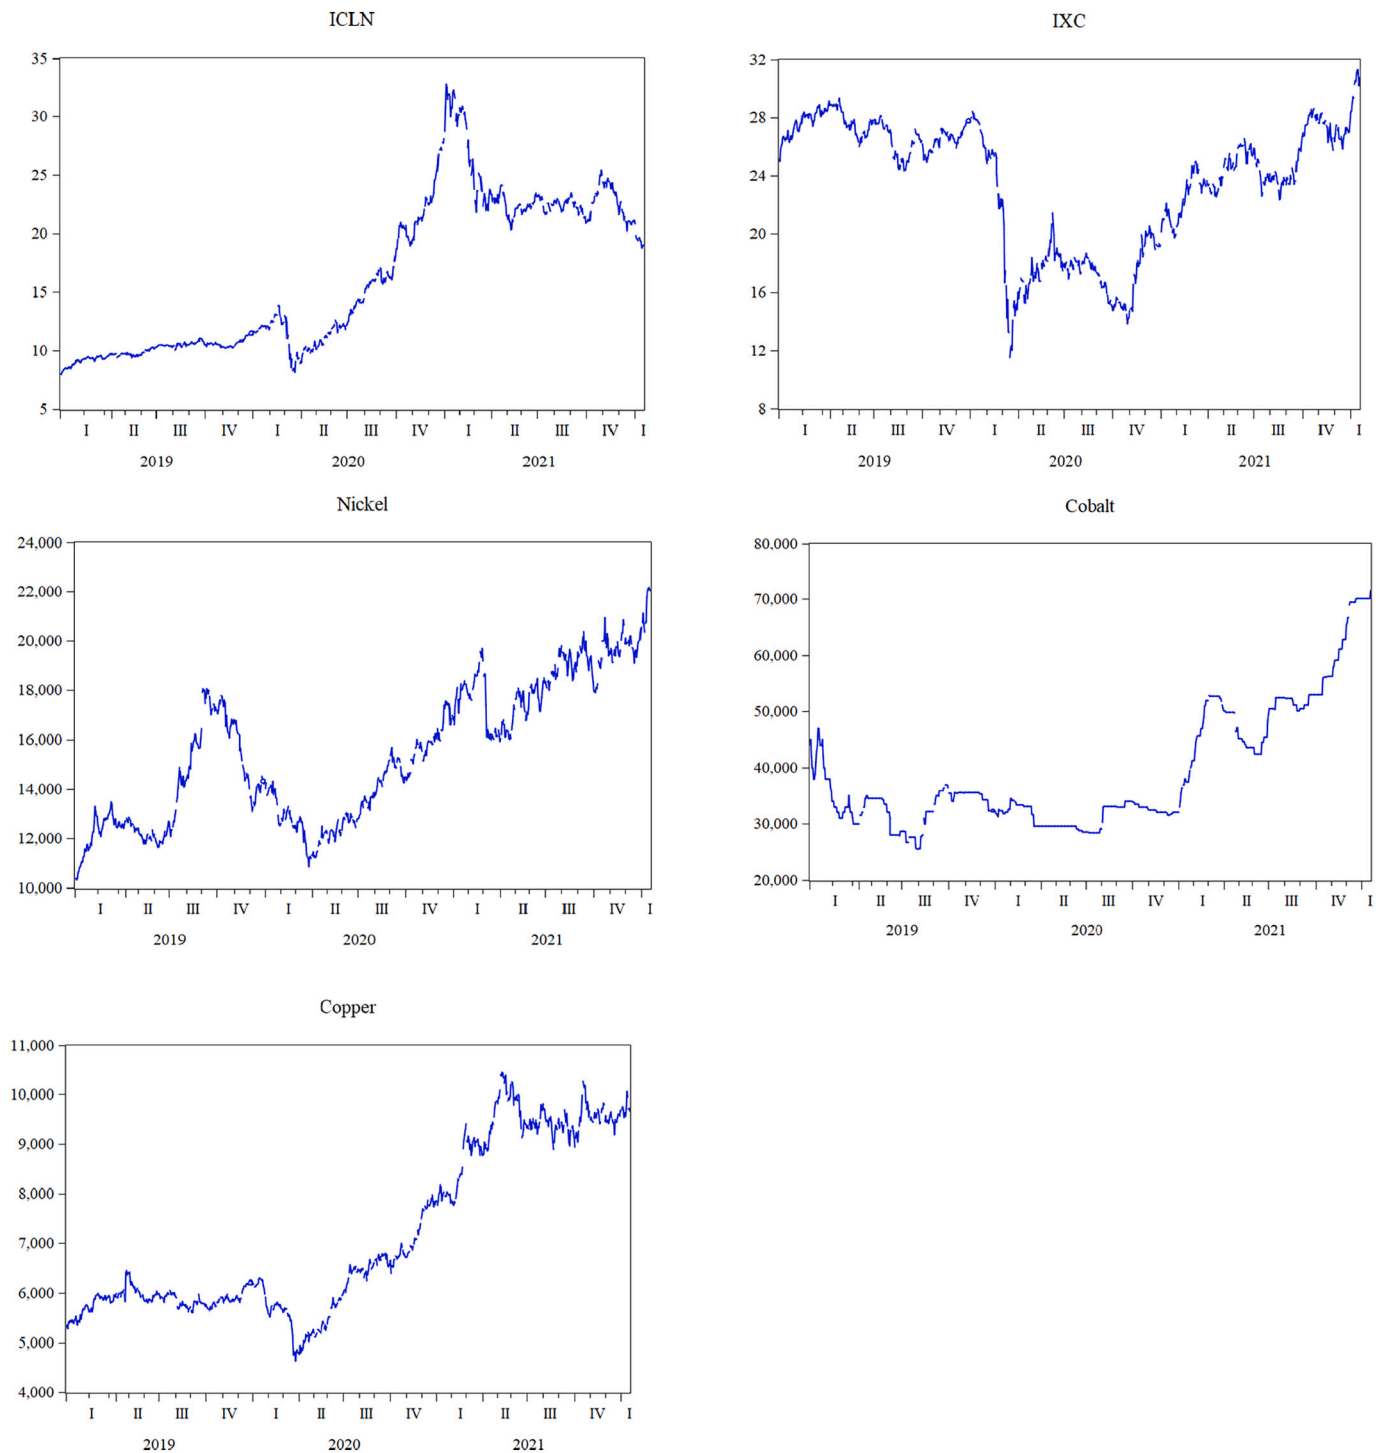 ICLN
35
30
25
20
15
10
5
I II III IV I II III IV I II III IV I
2019 2020 2021
IXC
32
28
24
20
16
12
8
I II III IV I II III IV I II III IV I
2019 2020 2021
Nickel
24,000
22,000
20,000
18,000
16,000
14,000
12,000
10,000
I II III IV I II III IV I II III IV I
2019 2020 2021
Cobalt
80,000
70,000
60,000
50,000
40,000
30,000
20,000
I II III IV I II III IV I II III IV I
2019 2020 2021
Copper
11,000
10,000
9,000
8,000
7,000
6,000
5,000
4,000
I II III IV I II III IV I II III IV I
2019 2020 2021